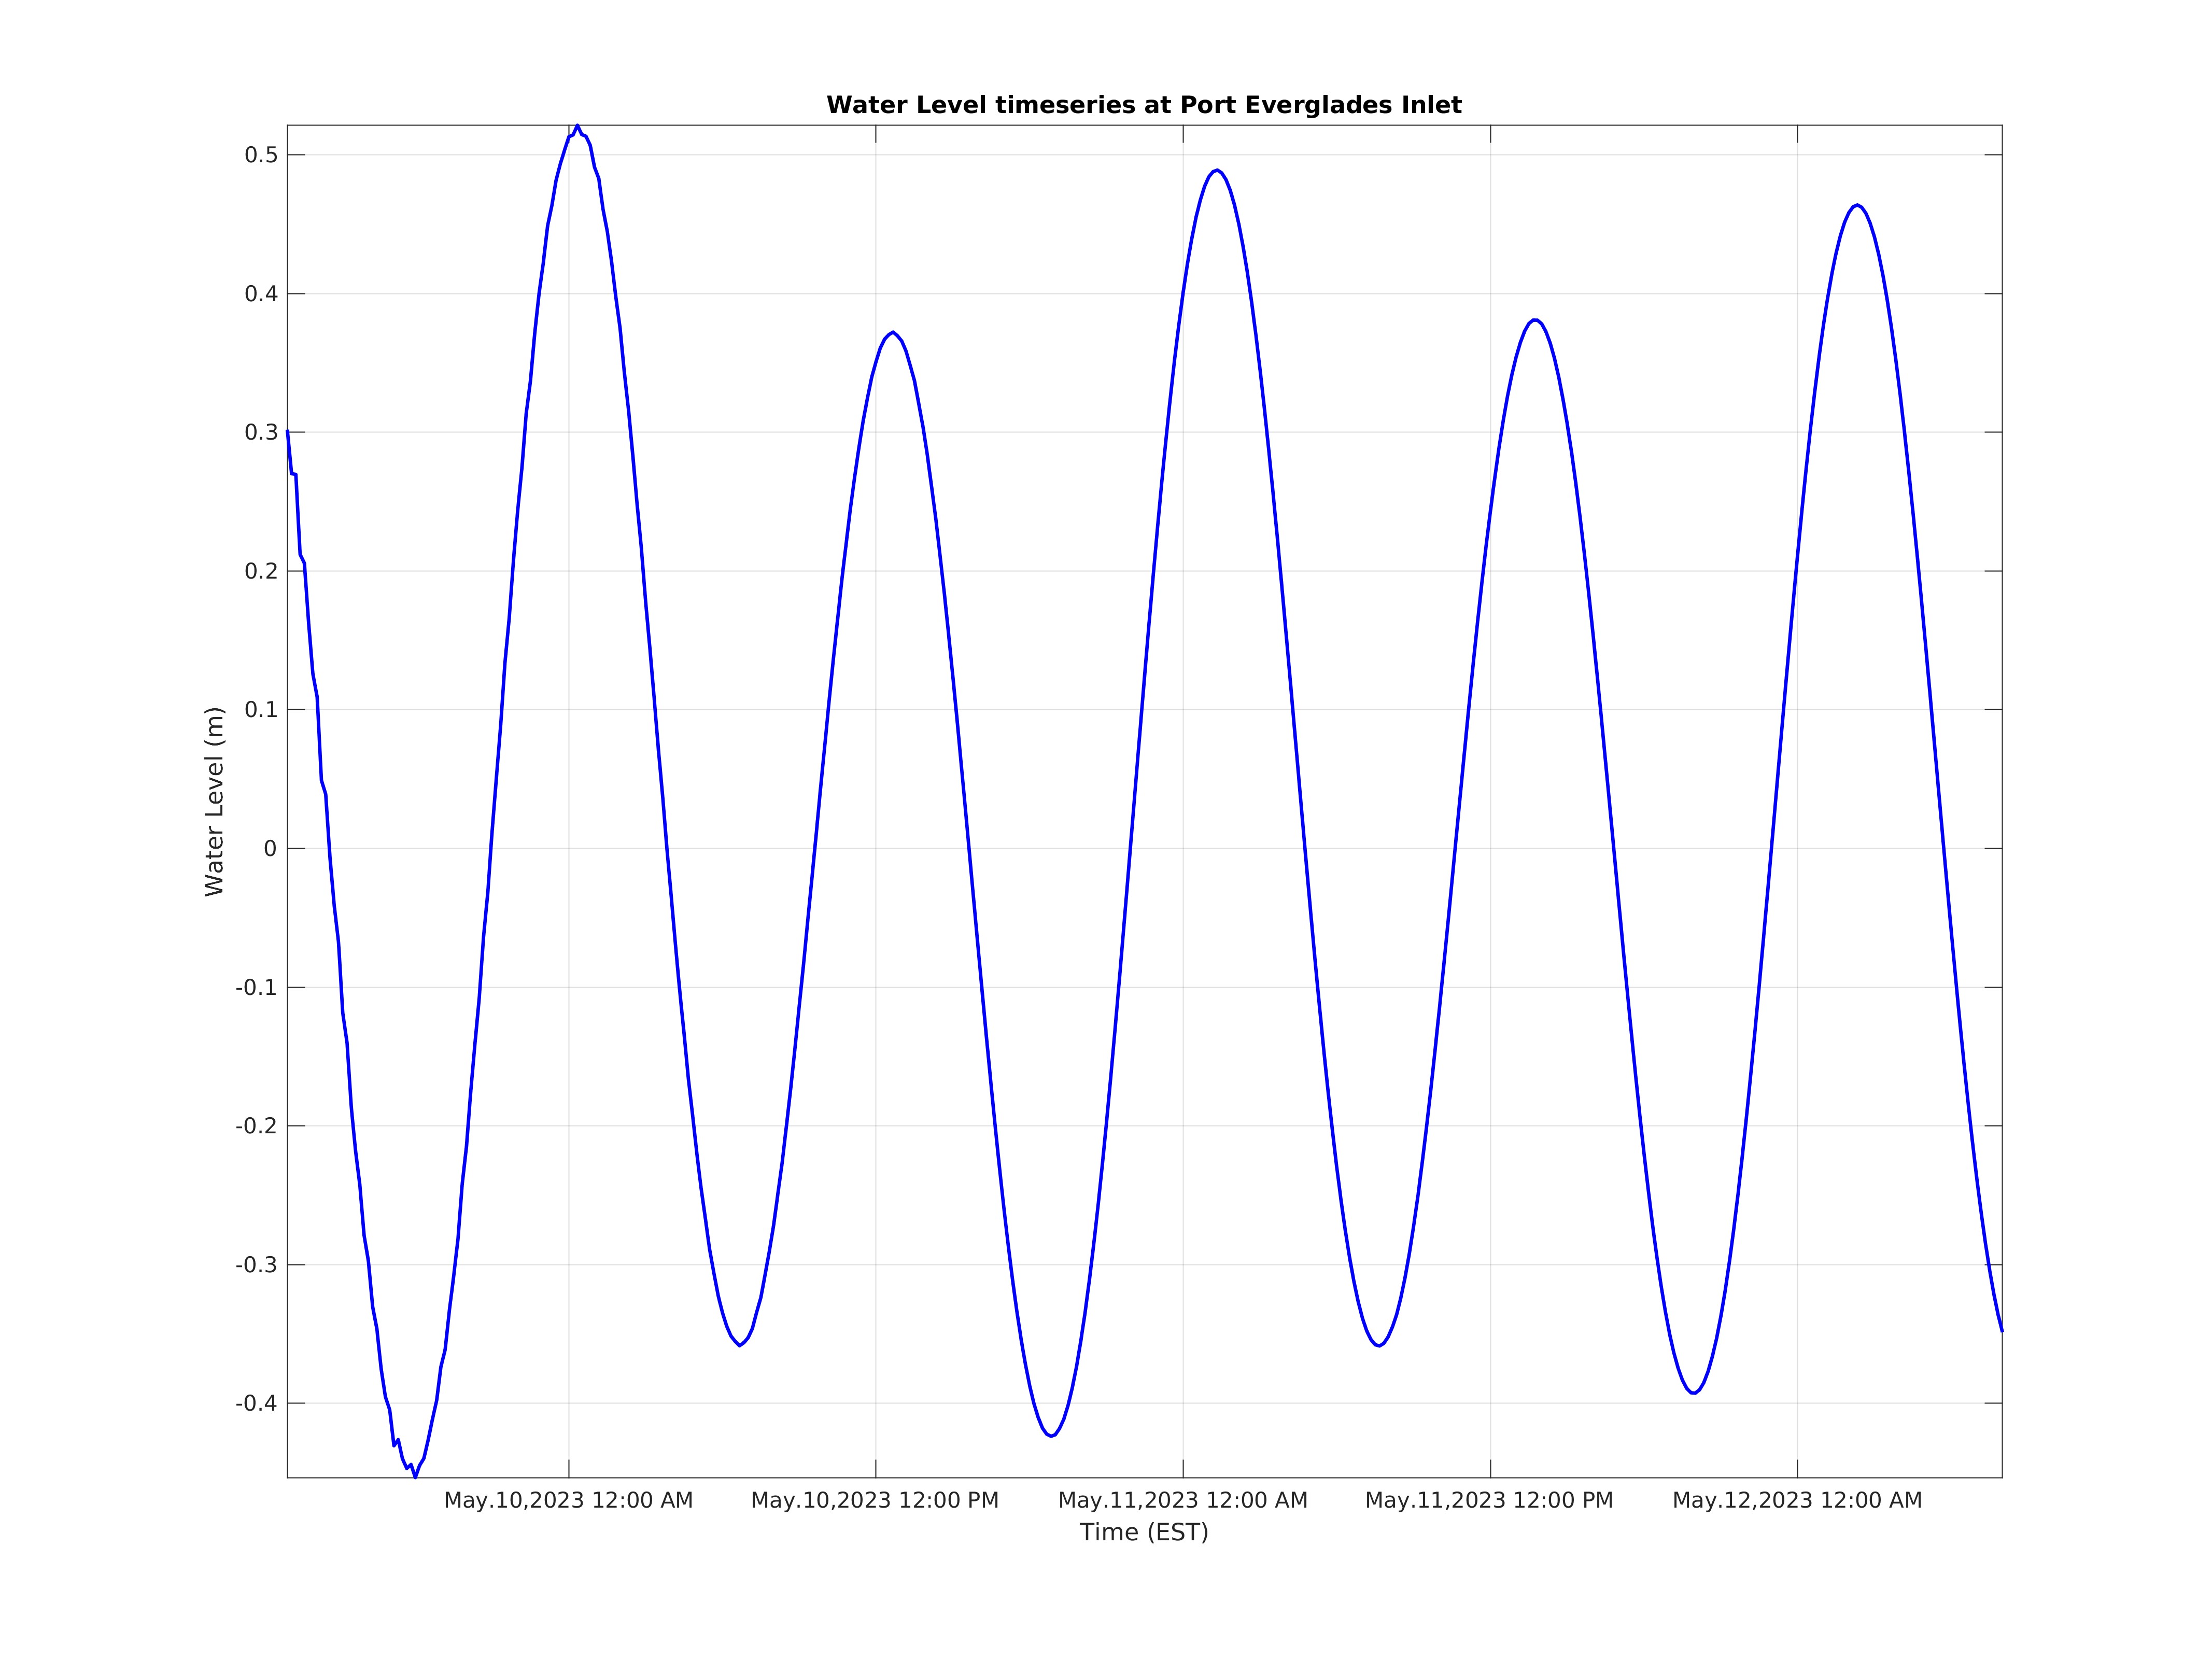 Water Level timeseries at Port Everglades Inlet
0.5
0.4
0.3
0.2
0.1
0
-0.1
-0.2
-0.3
-0.4
Water Level (m)
May.10,2023 12:00 AM
May.10,2023 12:00 PM
May.11,2023 12:00 AM
May.11,2023 12:00 PM
May.12,2023 12:00 AM
Time (EST)